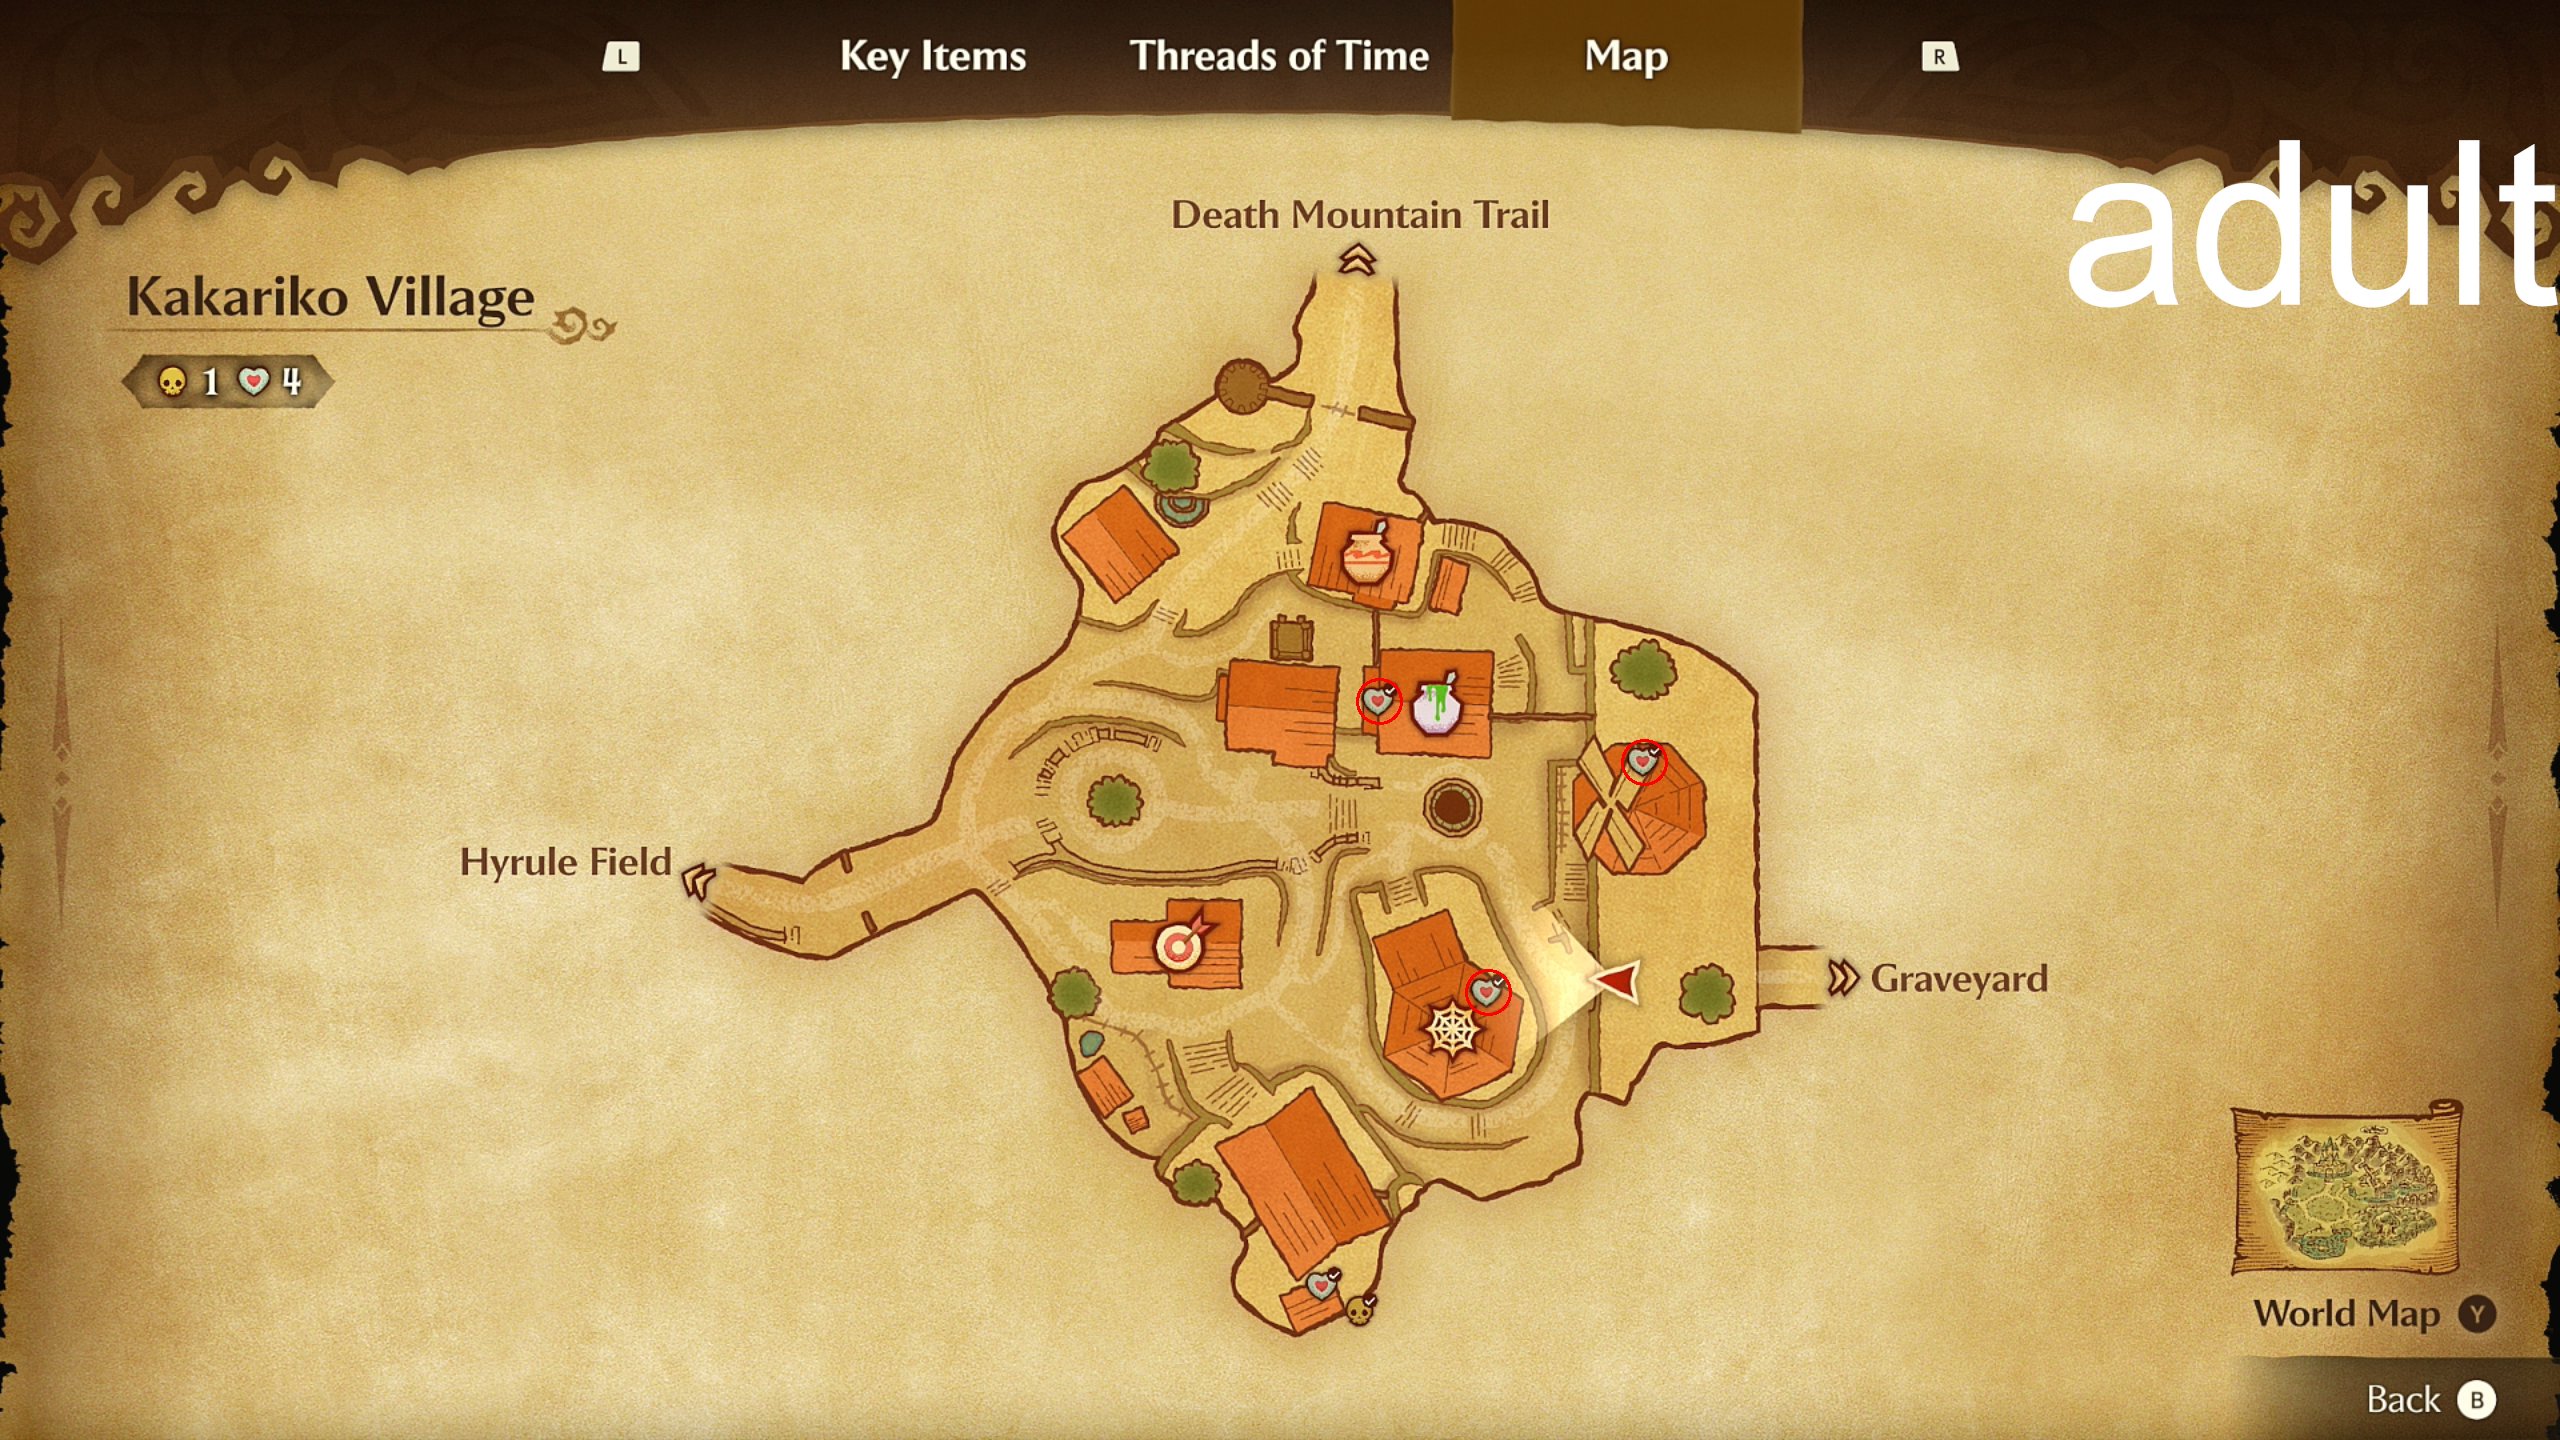 L Key Items Threads of Time Map R
adult
Death Mountain Trail
Kakariko Village
1 4
Hyrule Field
Graveyard
World Map Y
Back B